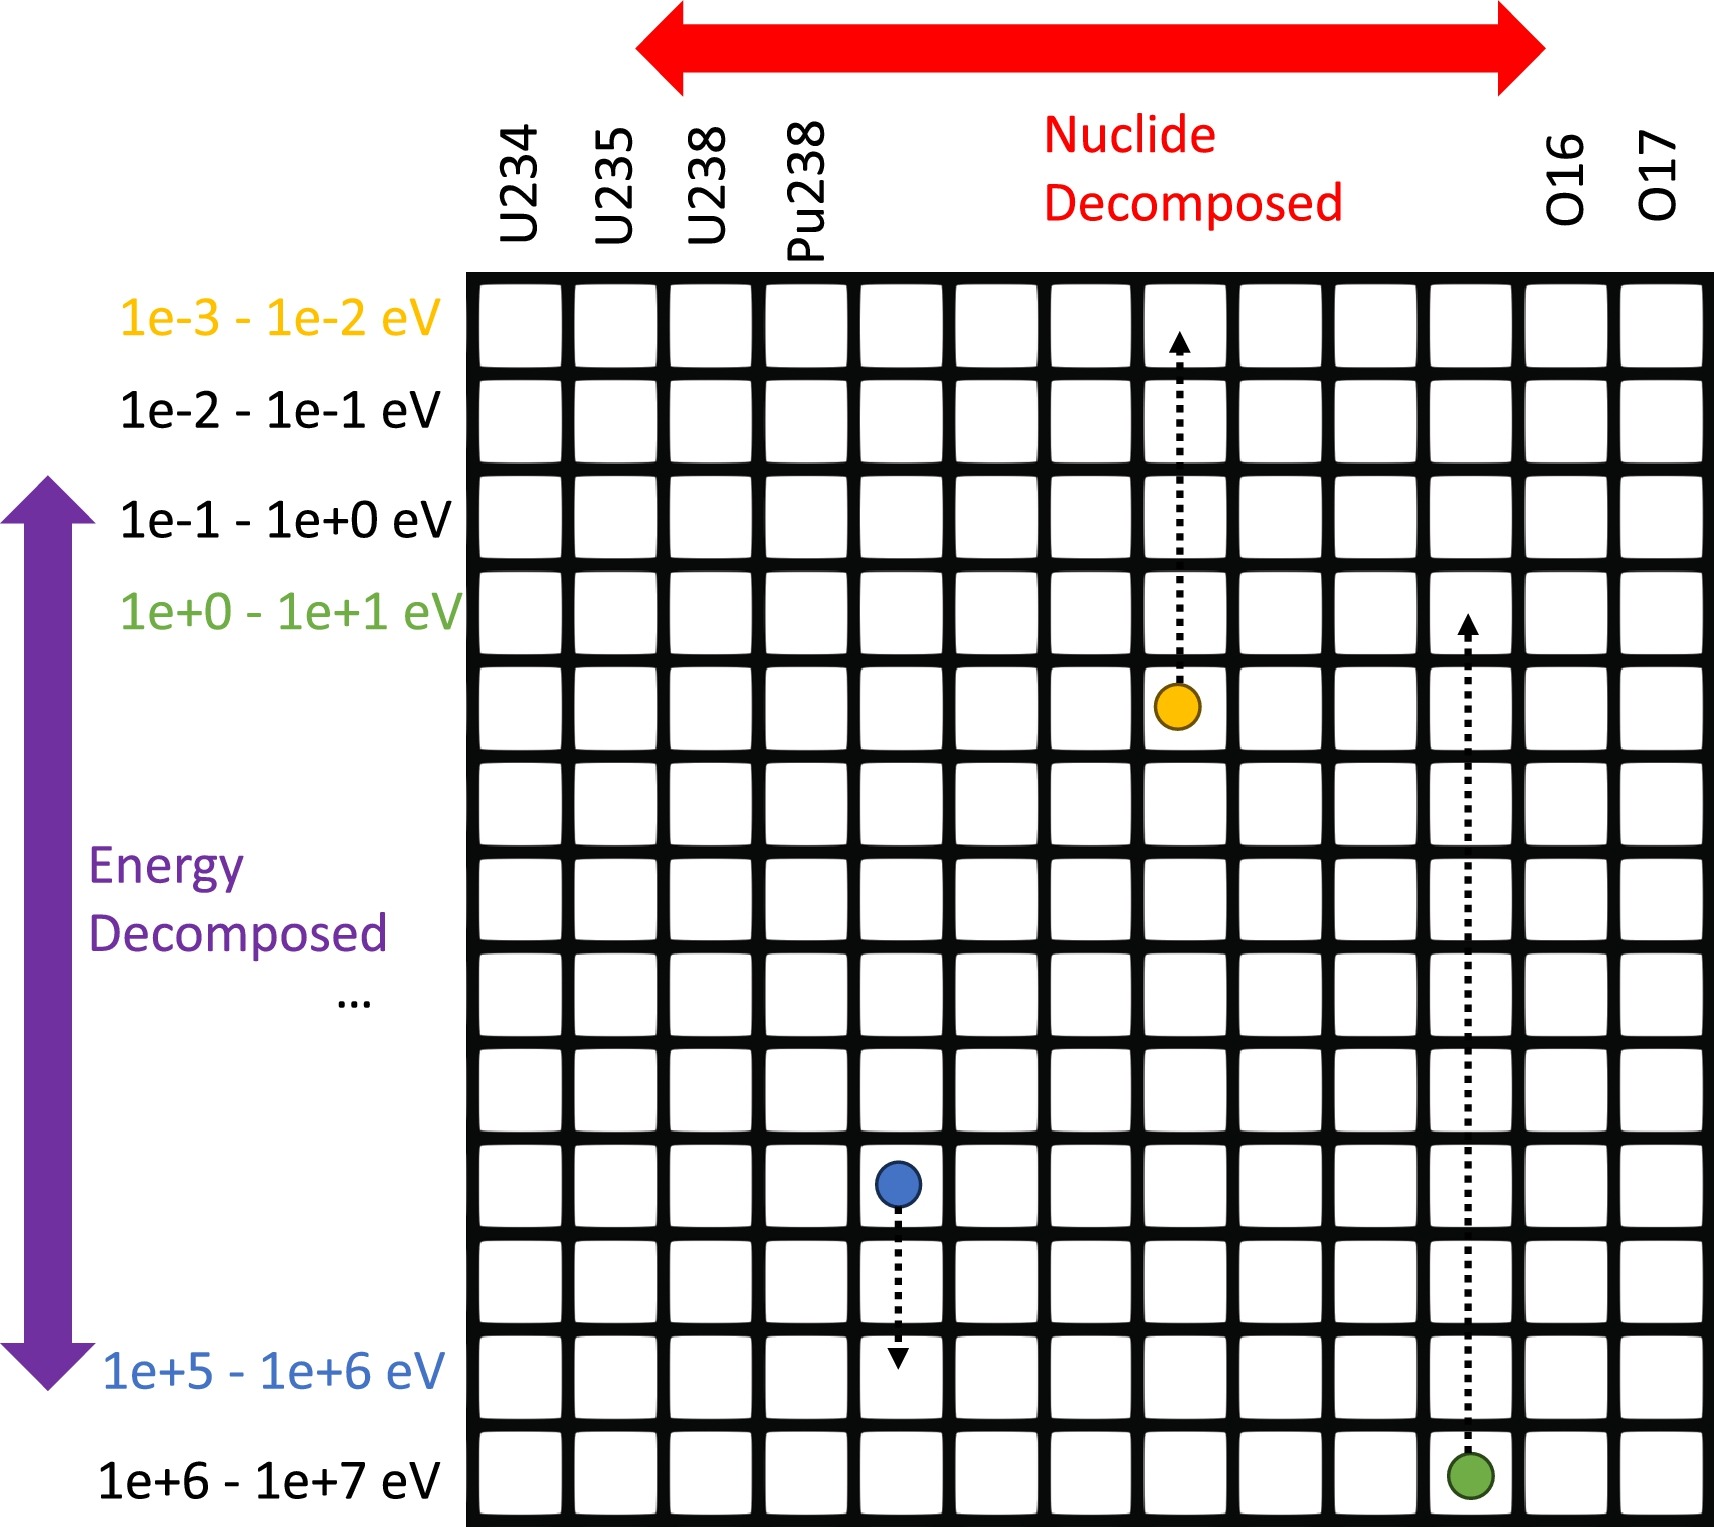 Nuclide
Decomposed
U234
U235
U238
Pu238
O16
O17
1e-3 - 1e-2 eV
1e-2 - 1e-1 eV
1e-1 - 1e+0 eV
1e+0 - 1e+1 eV
Energy
Decomposed
...
1e+5 - 1e+6 eV
1e+6 - 1e+7 eV